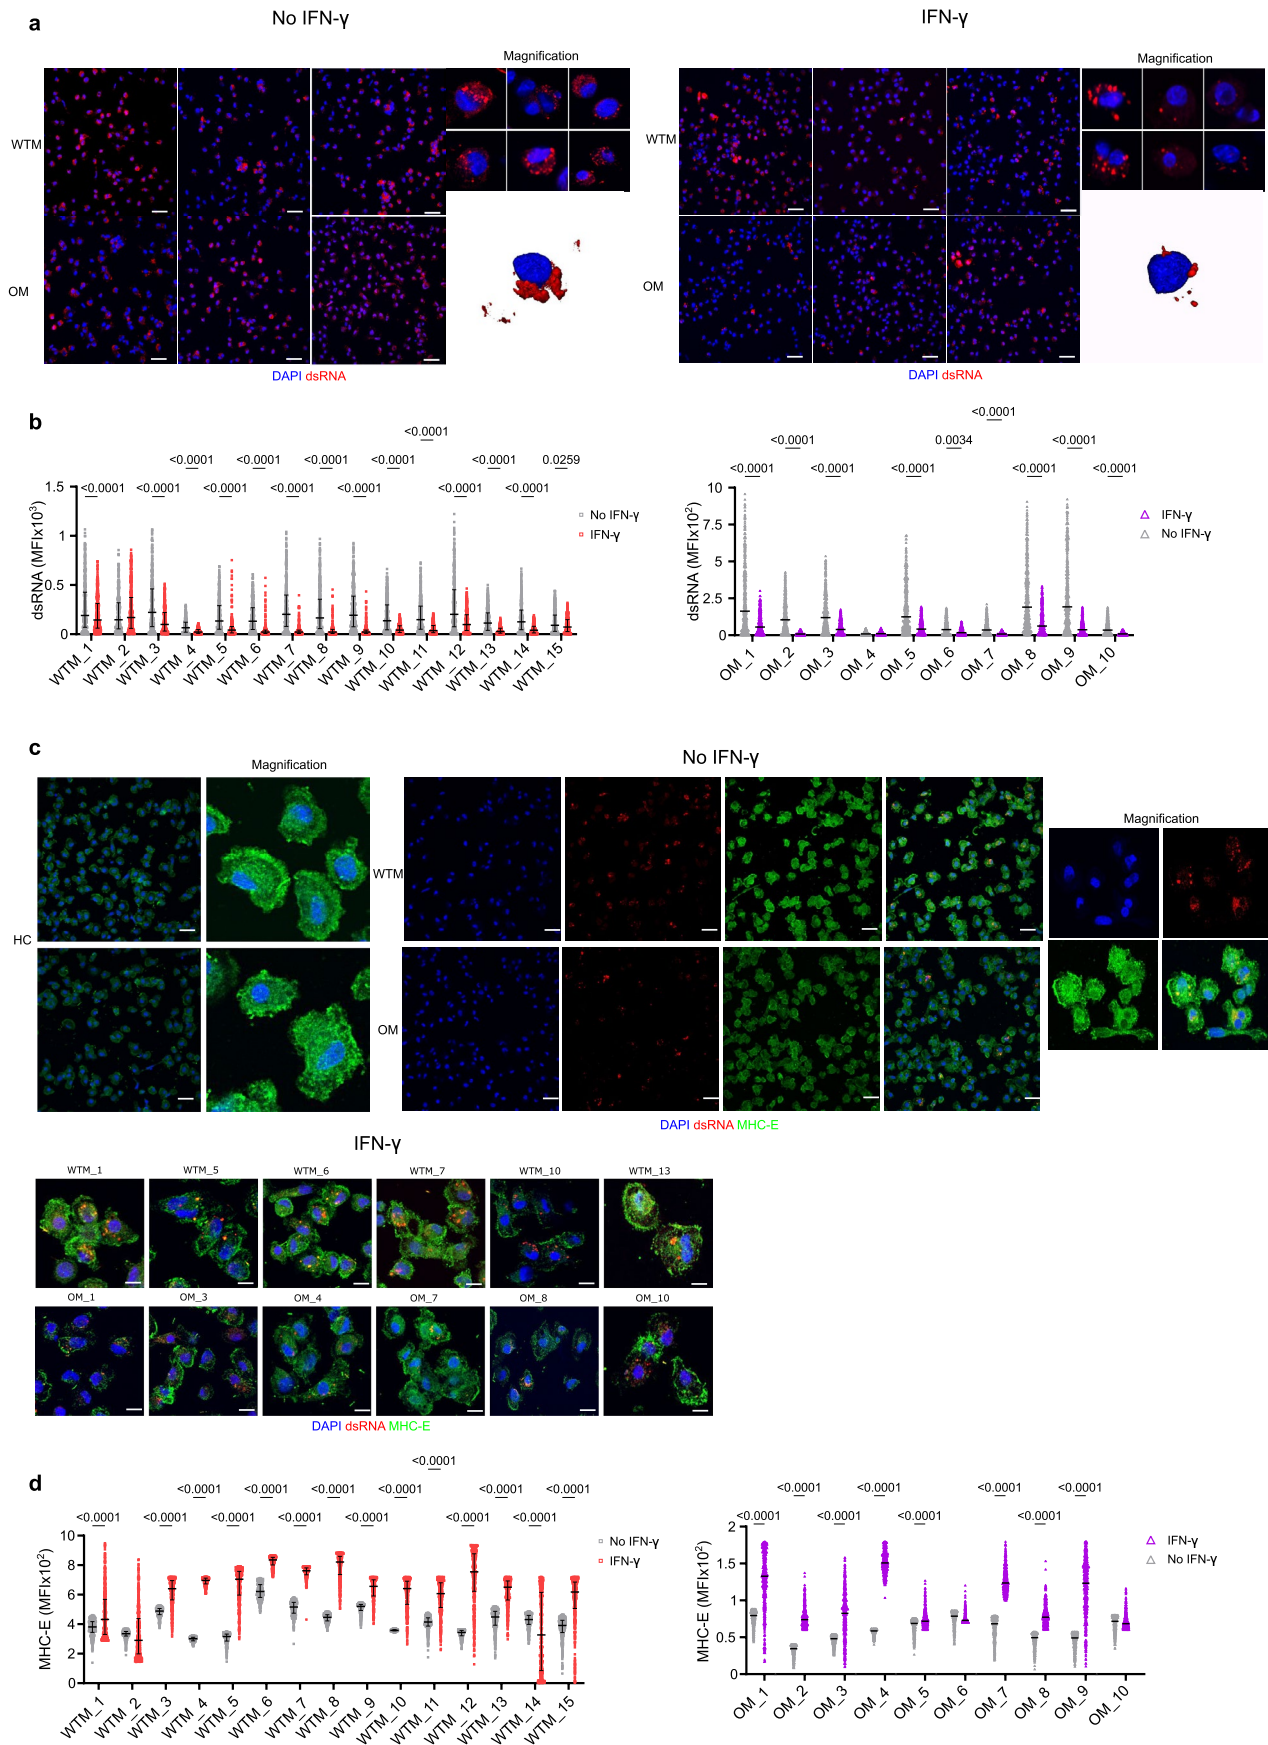 a
No IFN-γ
IFN-γ
Magnification
Magnification
WTM
WTM
OM
OM
DAPI dsRNA
DAPI dsRNA
b
<0.0001
<0.0001 <0.0001 <0.0001 <0.0001 <0.0001 0.0259
<0.0001 <0.0001 <0.0001 <0.0001 <0.0001 <0.0001 <0.0001
dsRNA (MFIx10³)
1.5
1
0.5
0
No IFN-γ
IFN-γ
WTM_1 WTM_2 WTM_3 WTM_4 WTM_5 WTM_6 WTM_7 WTM_8 WTM_9 WTM_10 WTM_11 WTM_12 WTM_13 WTM_14 WTM_15
<0.0001
<0.0001 0.0034 <0.0001
<0.0001 <0.0001 <0.0001 <0.0001 <0.0001
dsRNA (MFIx10²)
10
7.5
5
2.5
0
IFN-γ
No IFN-γ
OM_1 OM_2 OM_3 OM_4 OM_5 OM_6 OM_7 OM_8 OM_9 OM_10
c
Magnification
No IFN-γ
Magnification
HC
WTM
OM
DAPI dsRNA MHC-E
IFN-γ
WTM_1 WTM_5 WTM_6 WTM_7 WTM_10 WTM_13
OM_1 OM_3 OM_4 OM_7 OM_8 OM_10
DAPI dsRNA MHC-E
d
<0.0001
<0.0001 <0.0001 <0.0001 <0.0001 <0.0001 <0.0001
<0.0001 <0.0001 <0.0001 <0.0001 <0.0001 <0.0001 <0.0001
MHC-E (MFIx10²)
10
8
6
4
2
0
No IFN-γ
IFN-γ
WTM_1 WTM_2 WTM_3 WTM_4 WTM_5 WTM_6 WTM_7 WTM_8 WTM_9 WTM_10 WTM_11 WTM_12 WTM_13 WTM_14 WTM_15
<0.0001 <0.0001 <0.0001 <0.0001
<0.0001 <0.0001 <0.0001 <0.0001
MHC-E (MFIx10²)
2
1.5
1
0.5
0
IFN-γ
No IFN-γ
OM_1 OM_2 OM_3 OM_4 OM_5 OM_6 OM_7 OM_8 OM_9 OM_10